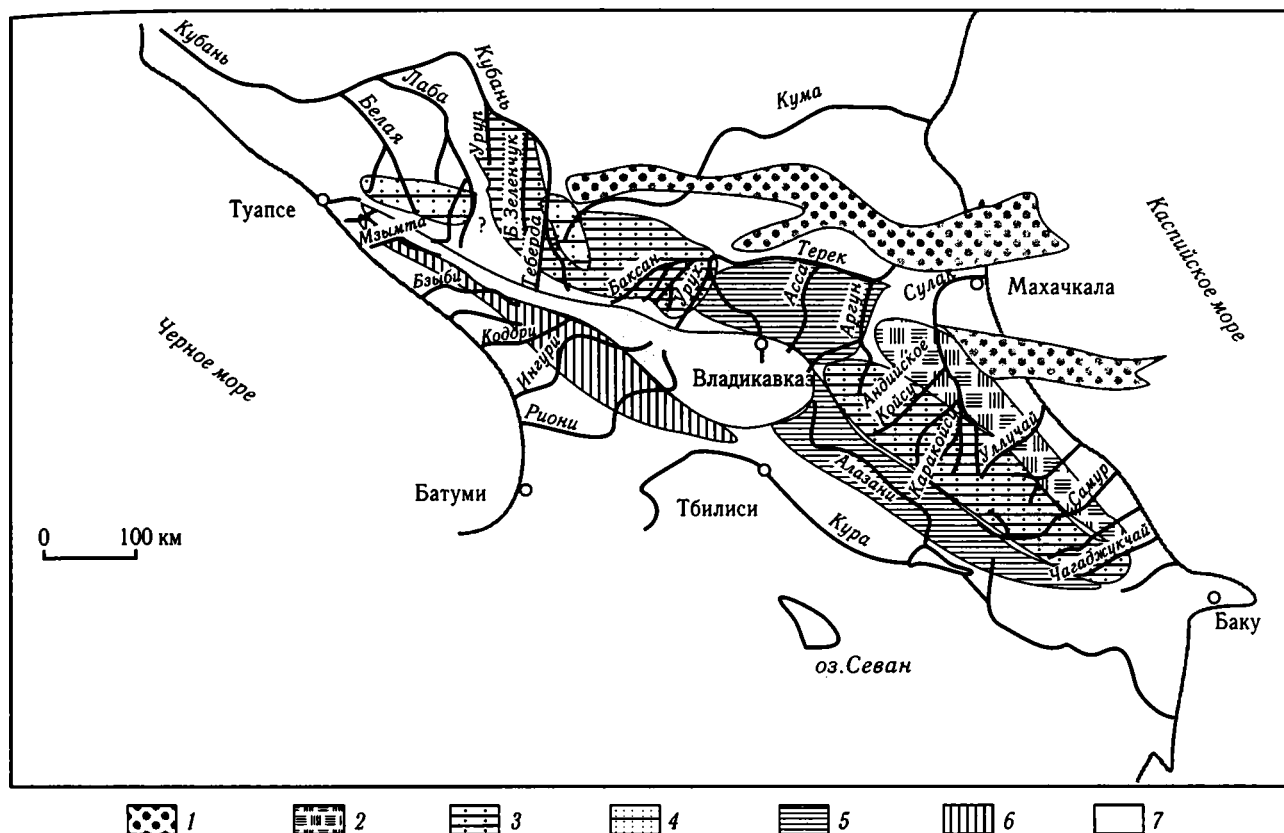 Кубань
Лаба
Белая
Кубань
Уруп
Б.Зеленчук
Теберда
Кума
Туапсе
Мзымта
?
Бзыби
Кодори
Ингури
Риони
Баксан
Урух
Терек
Асса
Аргун
Сулак
Махачкала
Каспийское море
Черное море
Владикавказ
Андийское
Койсу
Каракойсу
Уллучай
Самур
Чагаджукчай
Алазани
Батуми
Тбилиси
Кура
0 100 км
Баку
оз.Севан
1 2 3 4 5 6 7